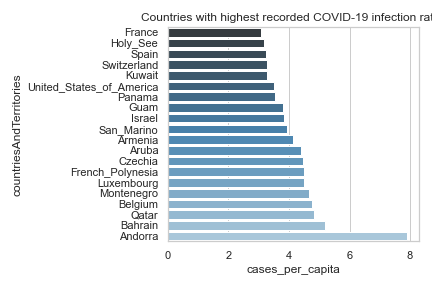 Countries with highest recorded COVID-19 infection rat
France
Holy_See
Spain
Switzerland
Kuwait
United_States_of_America
Panama
Guam
Israel
San_Marino
Armenia
Aruba
Czechia
French_Polynesia
Luxembourg
Montenegro
Belgium
Qatar
Bahrain
Andorra
countriesAndTerritories
0 2 4 6 8
cases_per_capita